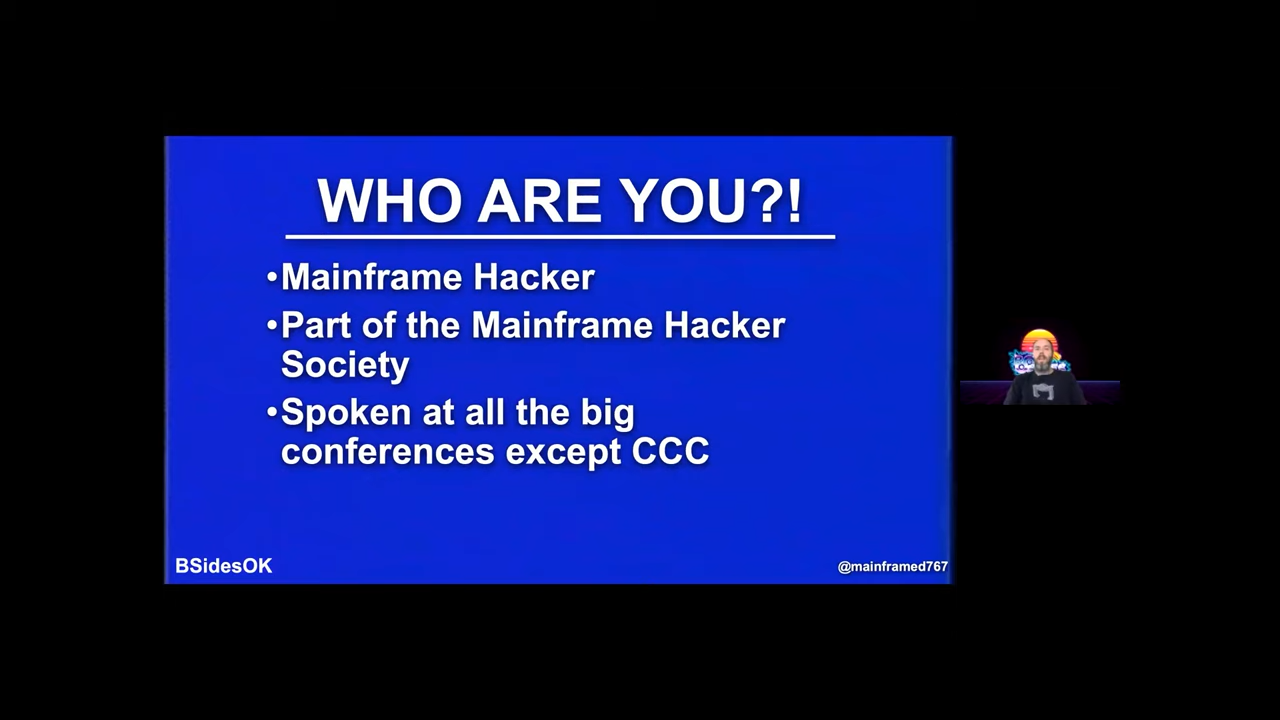 WHO ARE YOU?!
•Mainframe Hacker
•Part of the Mainframe Hacker
Society
•Spoken at all the big
conferences except CCC
BSidesOK
@mainframed767